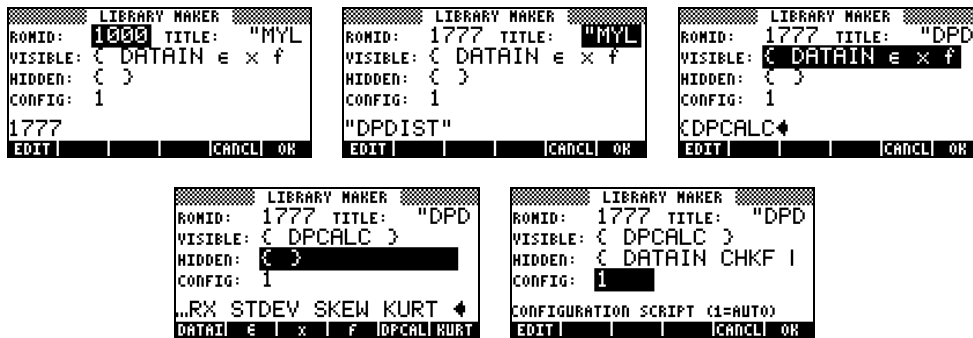 LIBRARY MAKER
ROMID: 1000 TITLE: "MYL
VISIBLE: { DATAIN ε x f
HIDDEN: { }
CONFIG: 1
1777
EDIT CANCL OK
LIBRARY MAKER
ROMID: 1777 TITLE: "MYL
VISIBLE: { DATAIN ε x f
HIDDEN: { }
CONFIG: 1
"DPDIST"
EDIT CANCL OK
LIBRARY MAKER
ROMID: 1777 TITLE: "DPD
VISIBLE: { DATAIN ε x f
HIDDEN: { }
CONFIG: 1
{DPCALC
EDIT CANCL OK
LIBRARY MAKER
ROMID: 1777 TITLE: "DPD
VISIBLE: { DPCALC }
HIDDEN: { }
CONFIG: 1
…RX STDEV SKEW KURT
DATAI ε x f DPCAL KURT
LIBRARY MAKER
ROMID: 1777 TITLE: "DPD
VISIBLE: { DPCALC }
HIDDEN: { DATAIN CHKF
CONFIG: 1
CONFIGURATION SCRIPT (1=AUTO)
EDIT CANCL OK